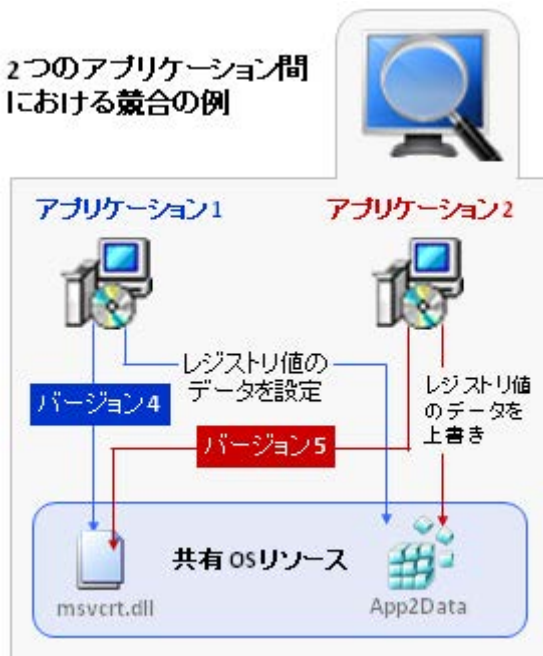 2つのアプリケーション間
における競合の例
アプリケーション1
アプリケーション2
レジストリ値の
データを設定
バージョン4
レジストリ値
のデータを
上書き
バージョン5
共有OSリソース
msvcrt.dll
App2Data